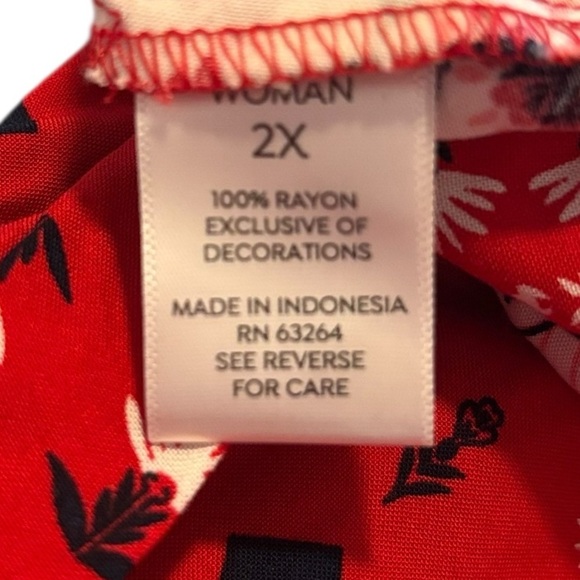 WOMAN
2X
100% RAYON
EXCLUSIVE OF
DECORATIONS
MADE IN INDONESIA
RN 63264
SEE REVERSE
FOR CARE